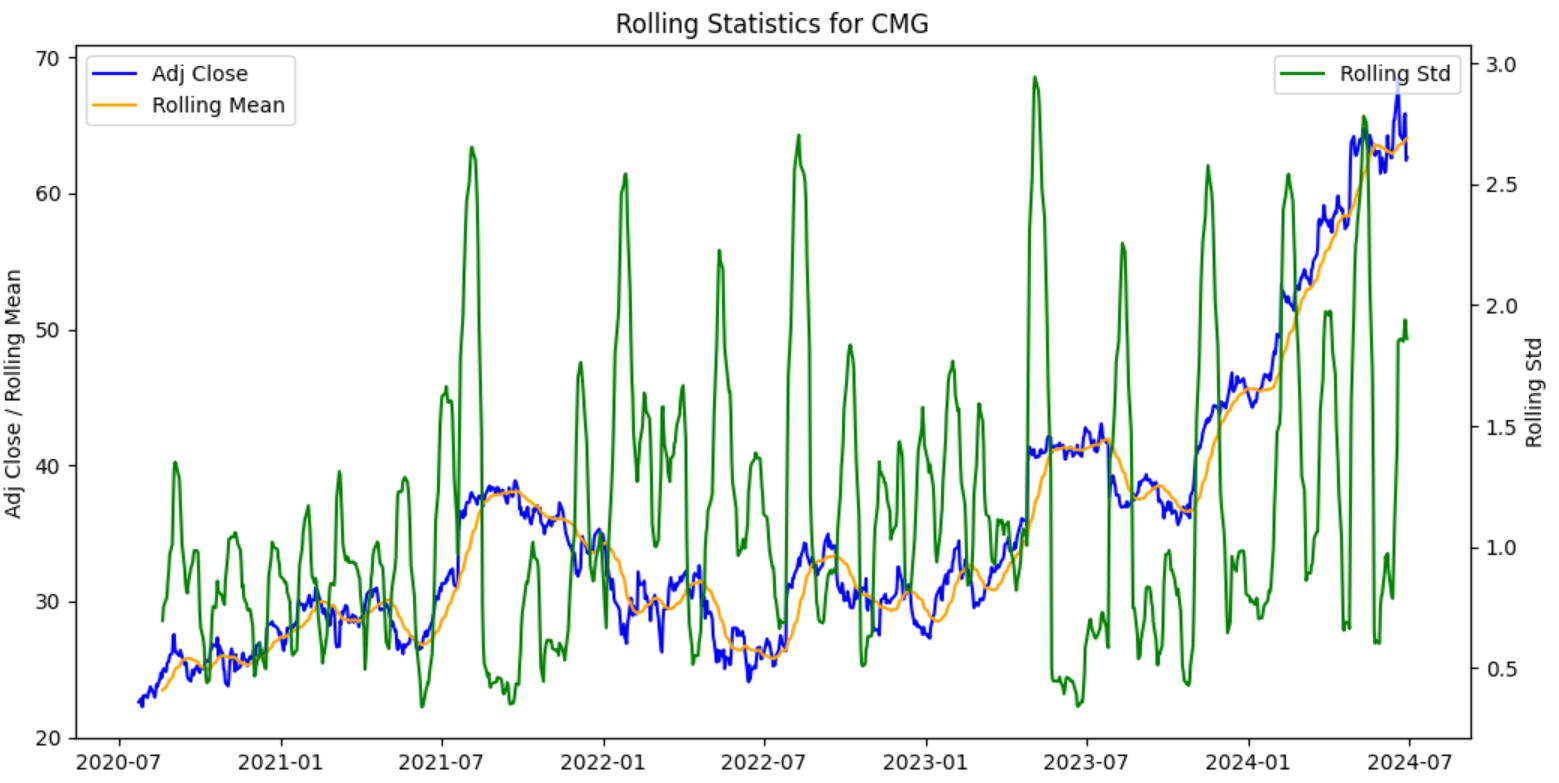 Rolling Statistics for CMG
Adj Close
Rolling Mean
Rolling Std
70
60
50
40
30
20
Adj Close / Rolling Mean
3.0
2.5
2.0
1.5
1.0
0.5
Rolling Std
2020-07 2021-01 2021-07 2022-01 2022-07 2023-01 2023-07 2024-01 2024-07